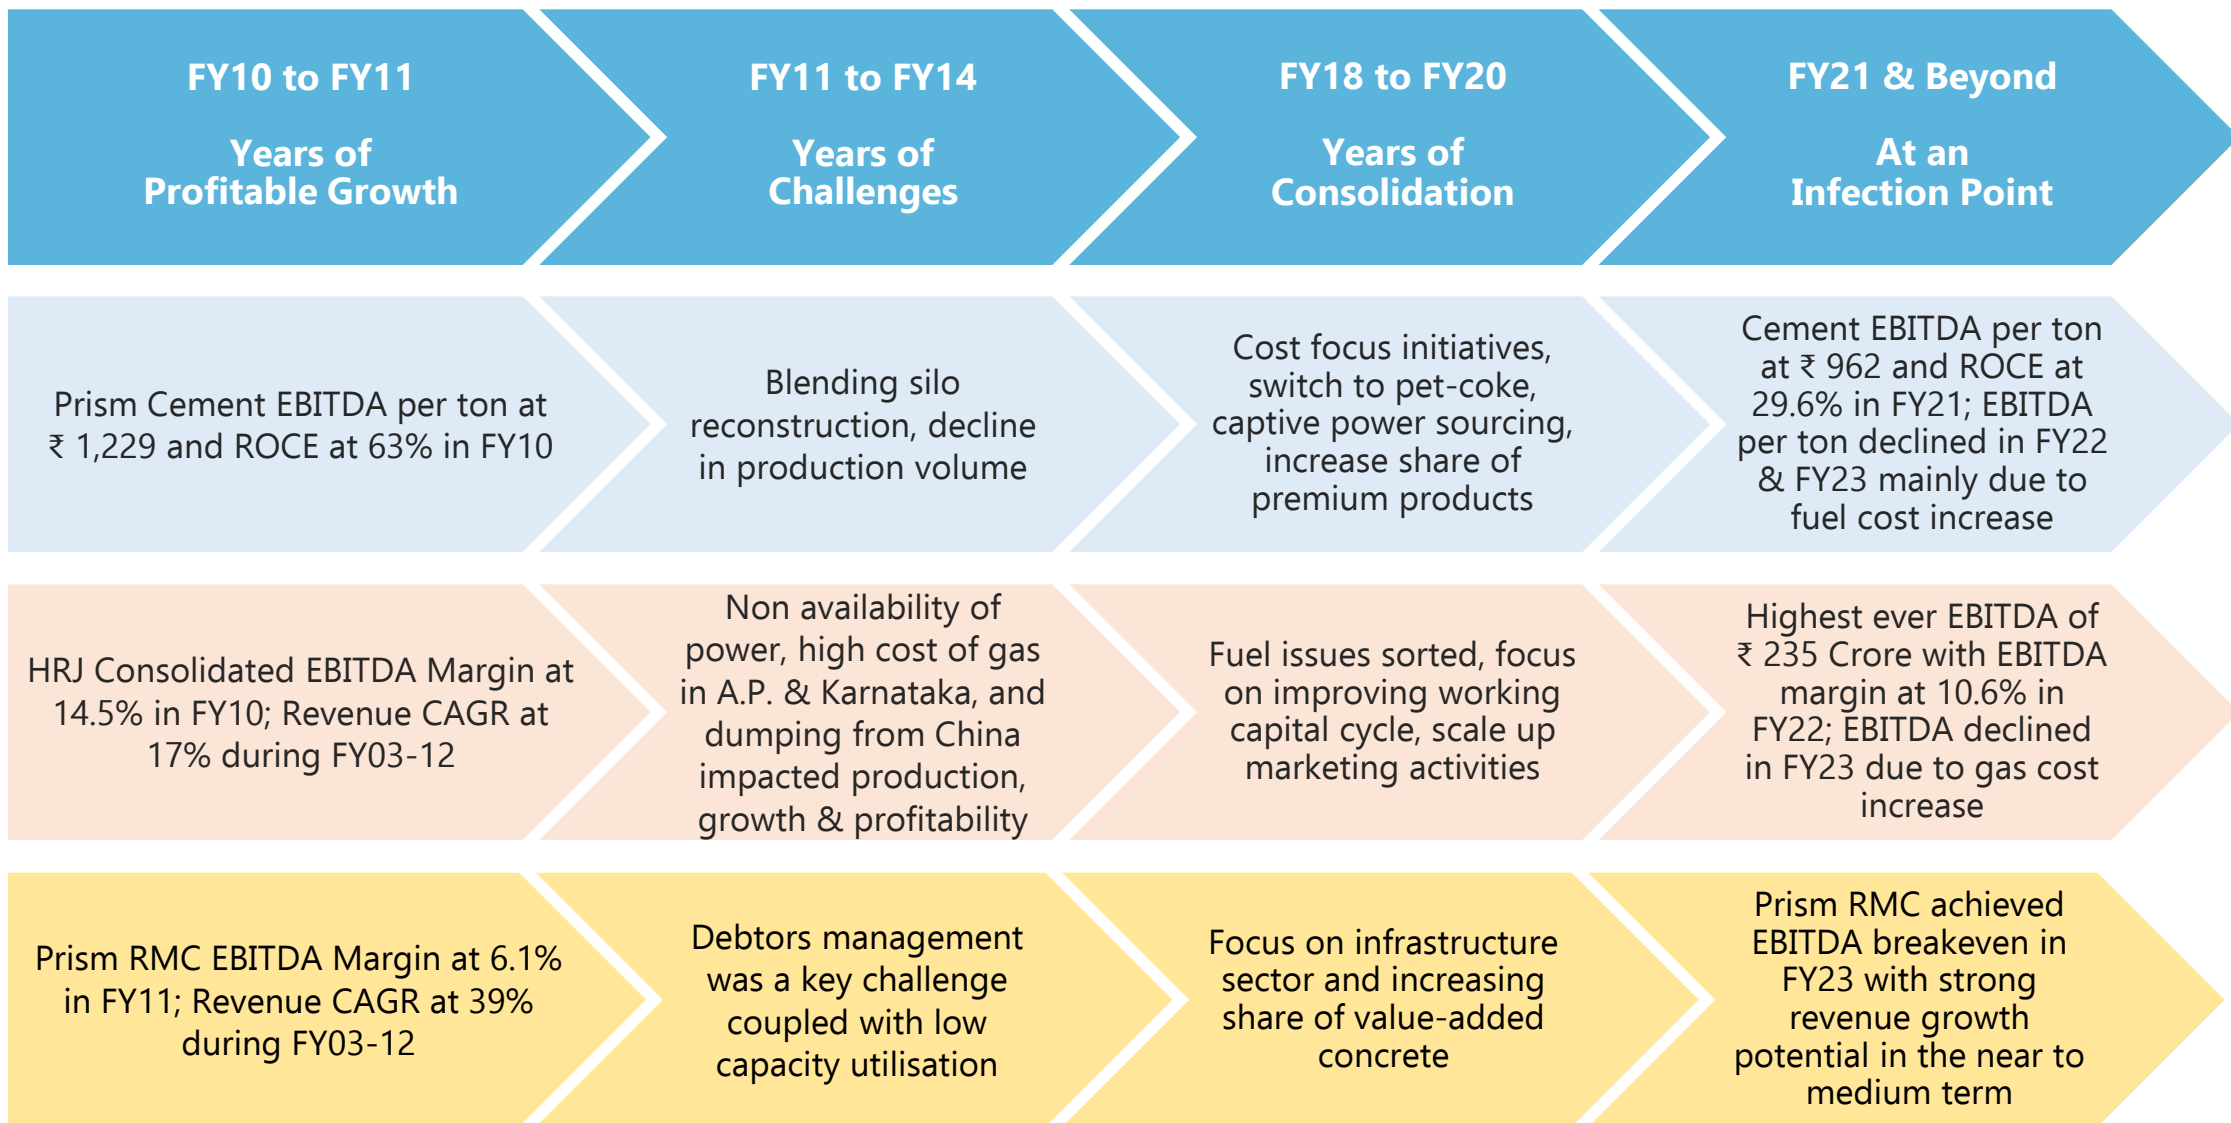 FY10 to FY11
Years of
Profitable Growth
FY11 to FY14
Years of
Challenges
FY18 to FY20
Years of
Consolidation
FY21 & Beyond
At an
Infection Point
Prism Cement EBITDA per ton at
₹ 1,229 and ROCE at 63% in FY10
Blending silo
reconstruction, decline
in production volume
Cost focus initiatives,
switch to pet-coke,
captive power sourcing,
increase share of
premium products
Cement EBITDA per ton
at ₹ 962 and ROCE at
29.6% in FY21; EBITDA
per ton declined in FY22
& FY23 mainly due to
fuel cost increase
HRJ Consolidated EBITDA Margin at
14.5% in FY10; Revenue CAGR at
17% during FY03-12
Non availability of
power, high cost of gas
in A.P. & Karnataka, and
dumping from China
impacted production,
growth & profitability
Fuel issues sorted, focus
on improving working
capital cycle, scale up
marketing activities
Highest ever EBITDA of
₹ 235 Crore with EBITDA
margin at 10.6% in
FY22; EBITDA declined
in FY23 due to gas cost
increase
Prism RMC EBITDA Margin at 6.1%
in FY11; Revenue CAGR at 39%
during FY03-12
Debtors management
was a key challenge
coupled with low
capacity utilisation
Focus on infrastructure
sector and increasing
share of value-added
concrete
Prism RMC achieved
EBITDA breakeven in
FY23 with strong
revenue growth
potential in the near to
medium term